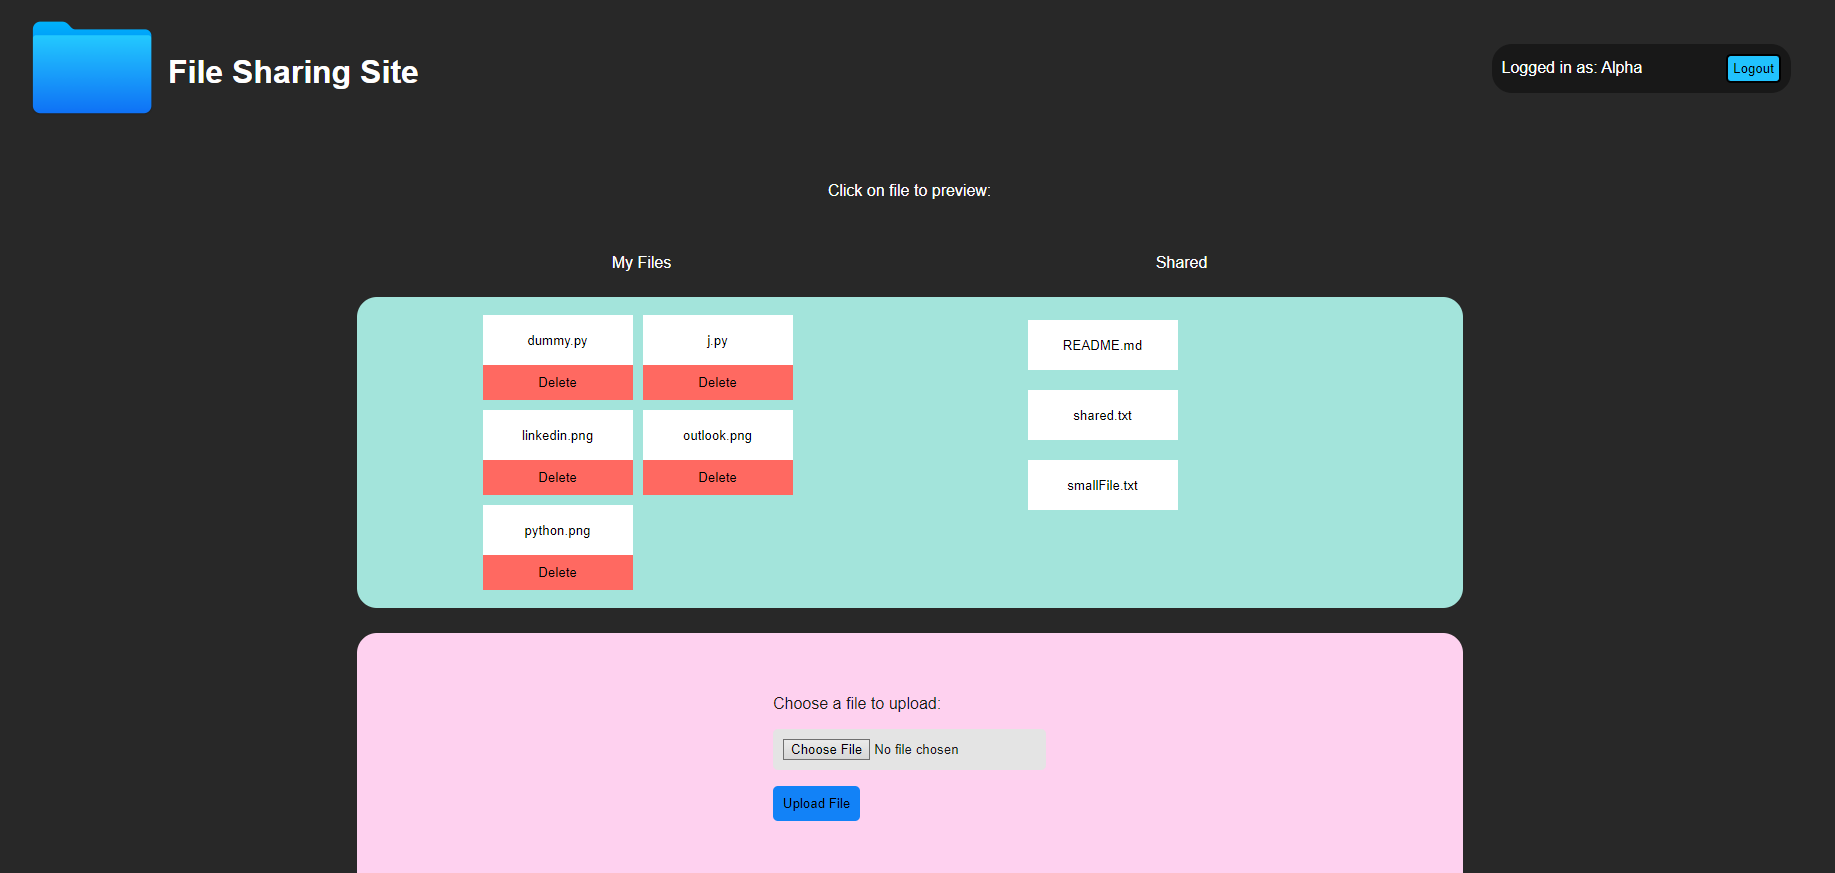 File Sharing Site
Logged in as: Alpha
Logout
Click on file to preview:
My Files
Shared
dummy.py
j.py
Delete
Delete
linkedin.png
outlook.png
Delete
Delete
python.png
Delete
README.md
shared.txt
smallFile.txt
Choose a file to upload:
Choose File No file chosen
Upload File